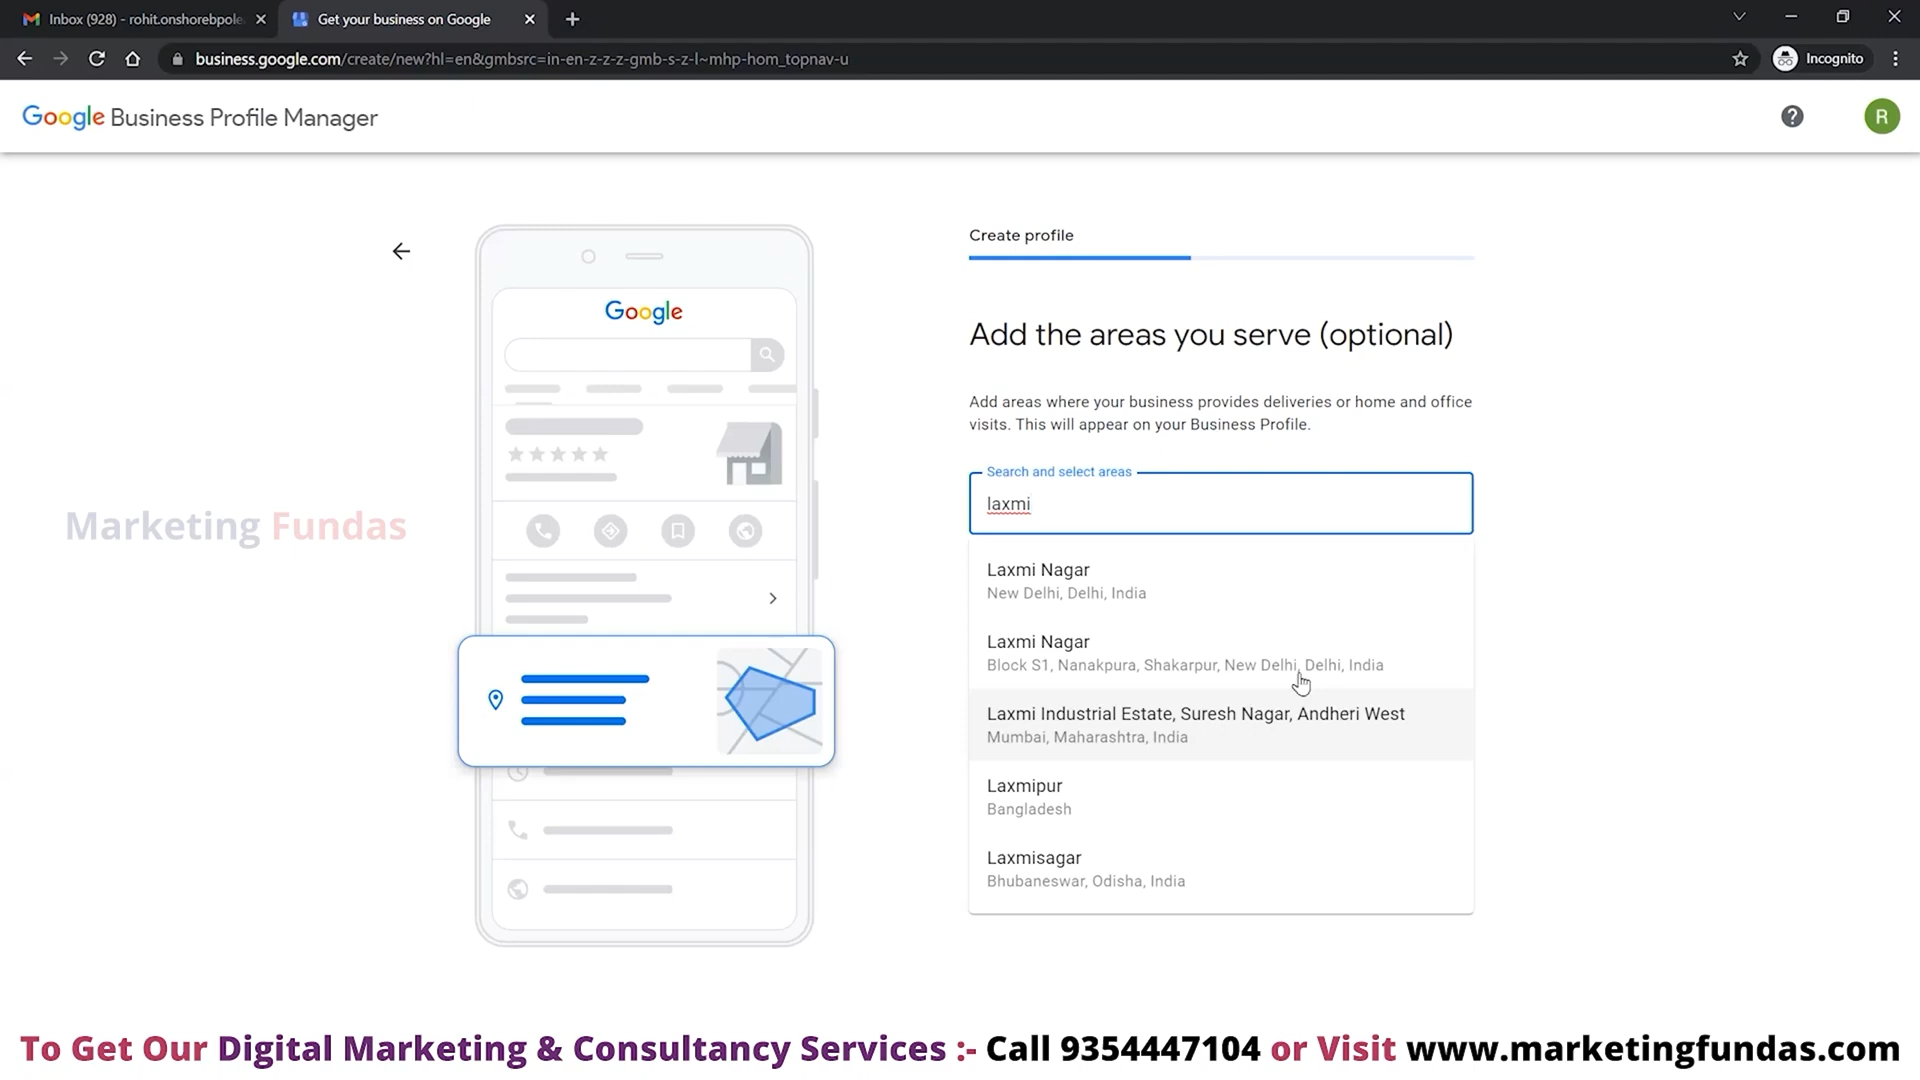 Inbox (928) - rohit.onshorebpole
Get your business on Google
business.google.com/create/new?hl=en&gmbsrc=in-en-z-z-z-gmb-s-z-l~mhp-hom_topnav-u
Incognito
Google Business Profile Manager
R
Create profile
Google
Add the areas you serve (optional)
Add areas where your business provides deliveries or home and office
visits. This will appear on your Business Profile.
Search and select areas
laxmi
Marketing Fundas
Laxmi Nagar
New Delhi, Delhi, India
Laxmi Nagar
Block S1, Nanakpura, Shakarpur, New Delhi, Delhi, India
Laxmi Industrial Estate, Suresh Nagar, Andheri West
Mumbai, Maharashtra, India
Laxmipur
Bangladesh
Laxmisagar
Bhubaneswar, Odisha, India
To Get Our Digital Marketing & Consultancy Services :- Call 9354447104 or Visit www.marketingfundas.com